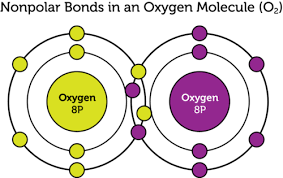 Nonpolar Bonds in an Oxygen Molecule (O₂)
Oxygen
8P
Oxygen
8P